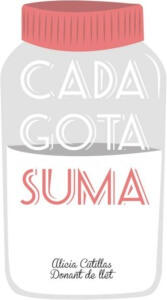 CADA
GOTA
SUMA
Alicia Catillas
Donant de llet